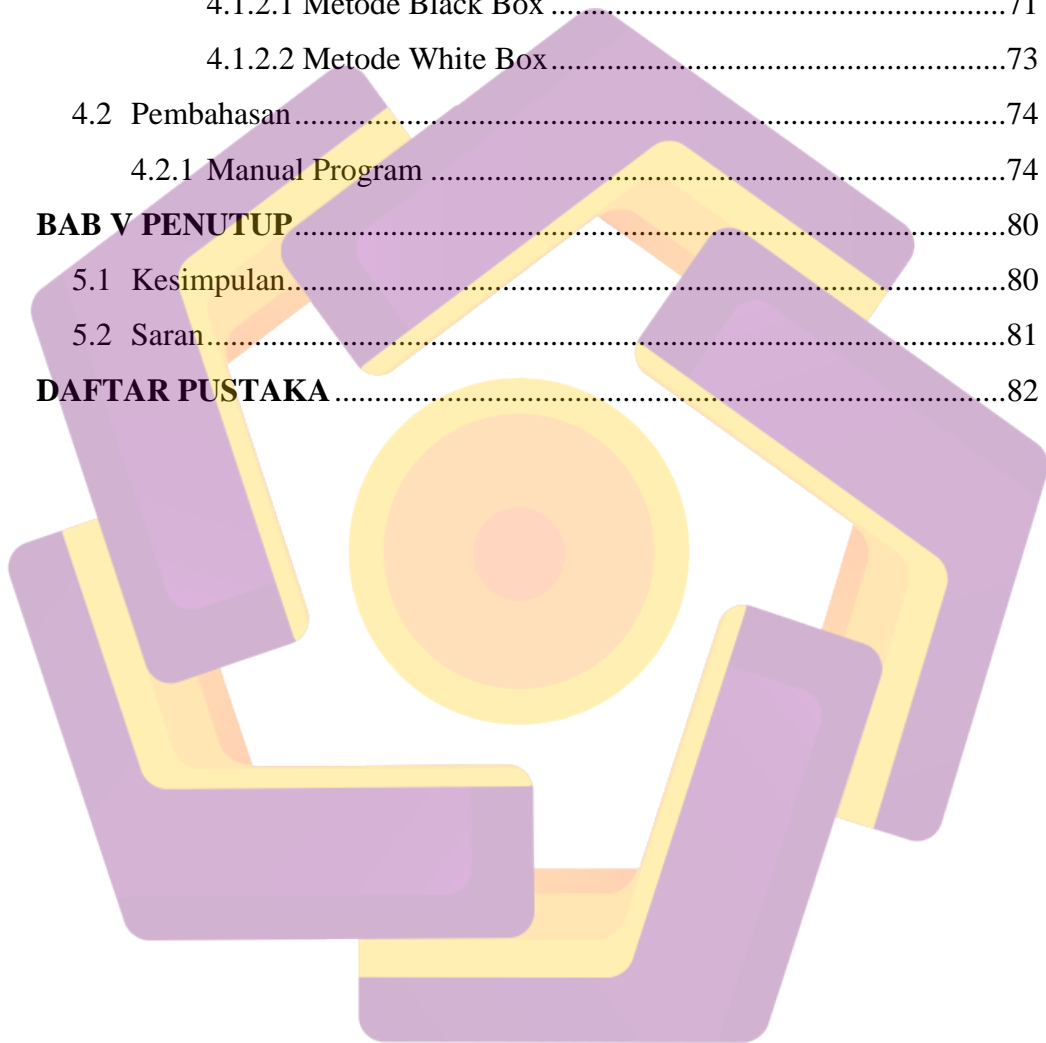 4.1.2.1 Metode Black Box ........................................................71
4.1.2.2 Metode White Box........................................................73
4.2 Pembahasan........................................................................................74
4.2.1 Manual Program .......................................................................74
BAB V PENUTUP........................................................................................80
5.1 Kesimpulan........................................................................................80
5.2 Saran..................................................................................................81
DAFTAR PUSTAKA ...................................................................................82